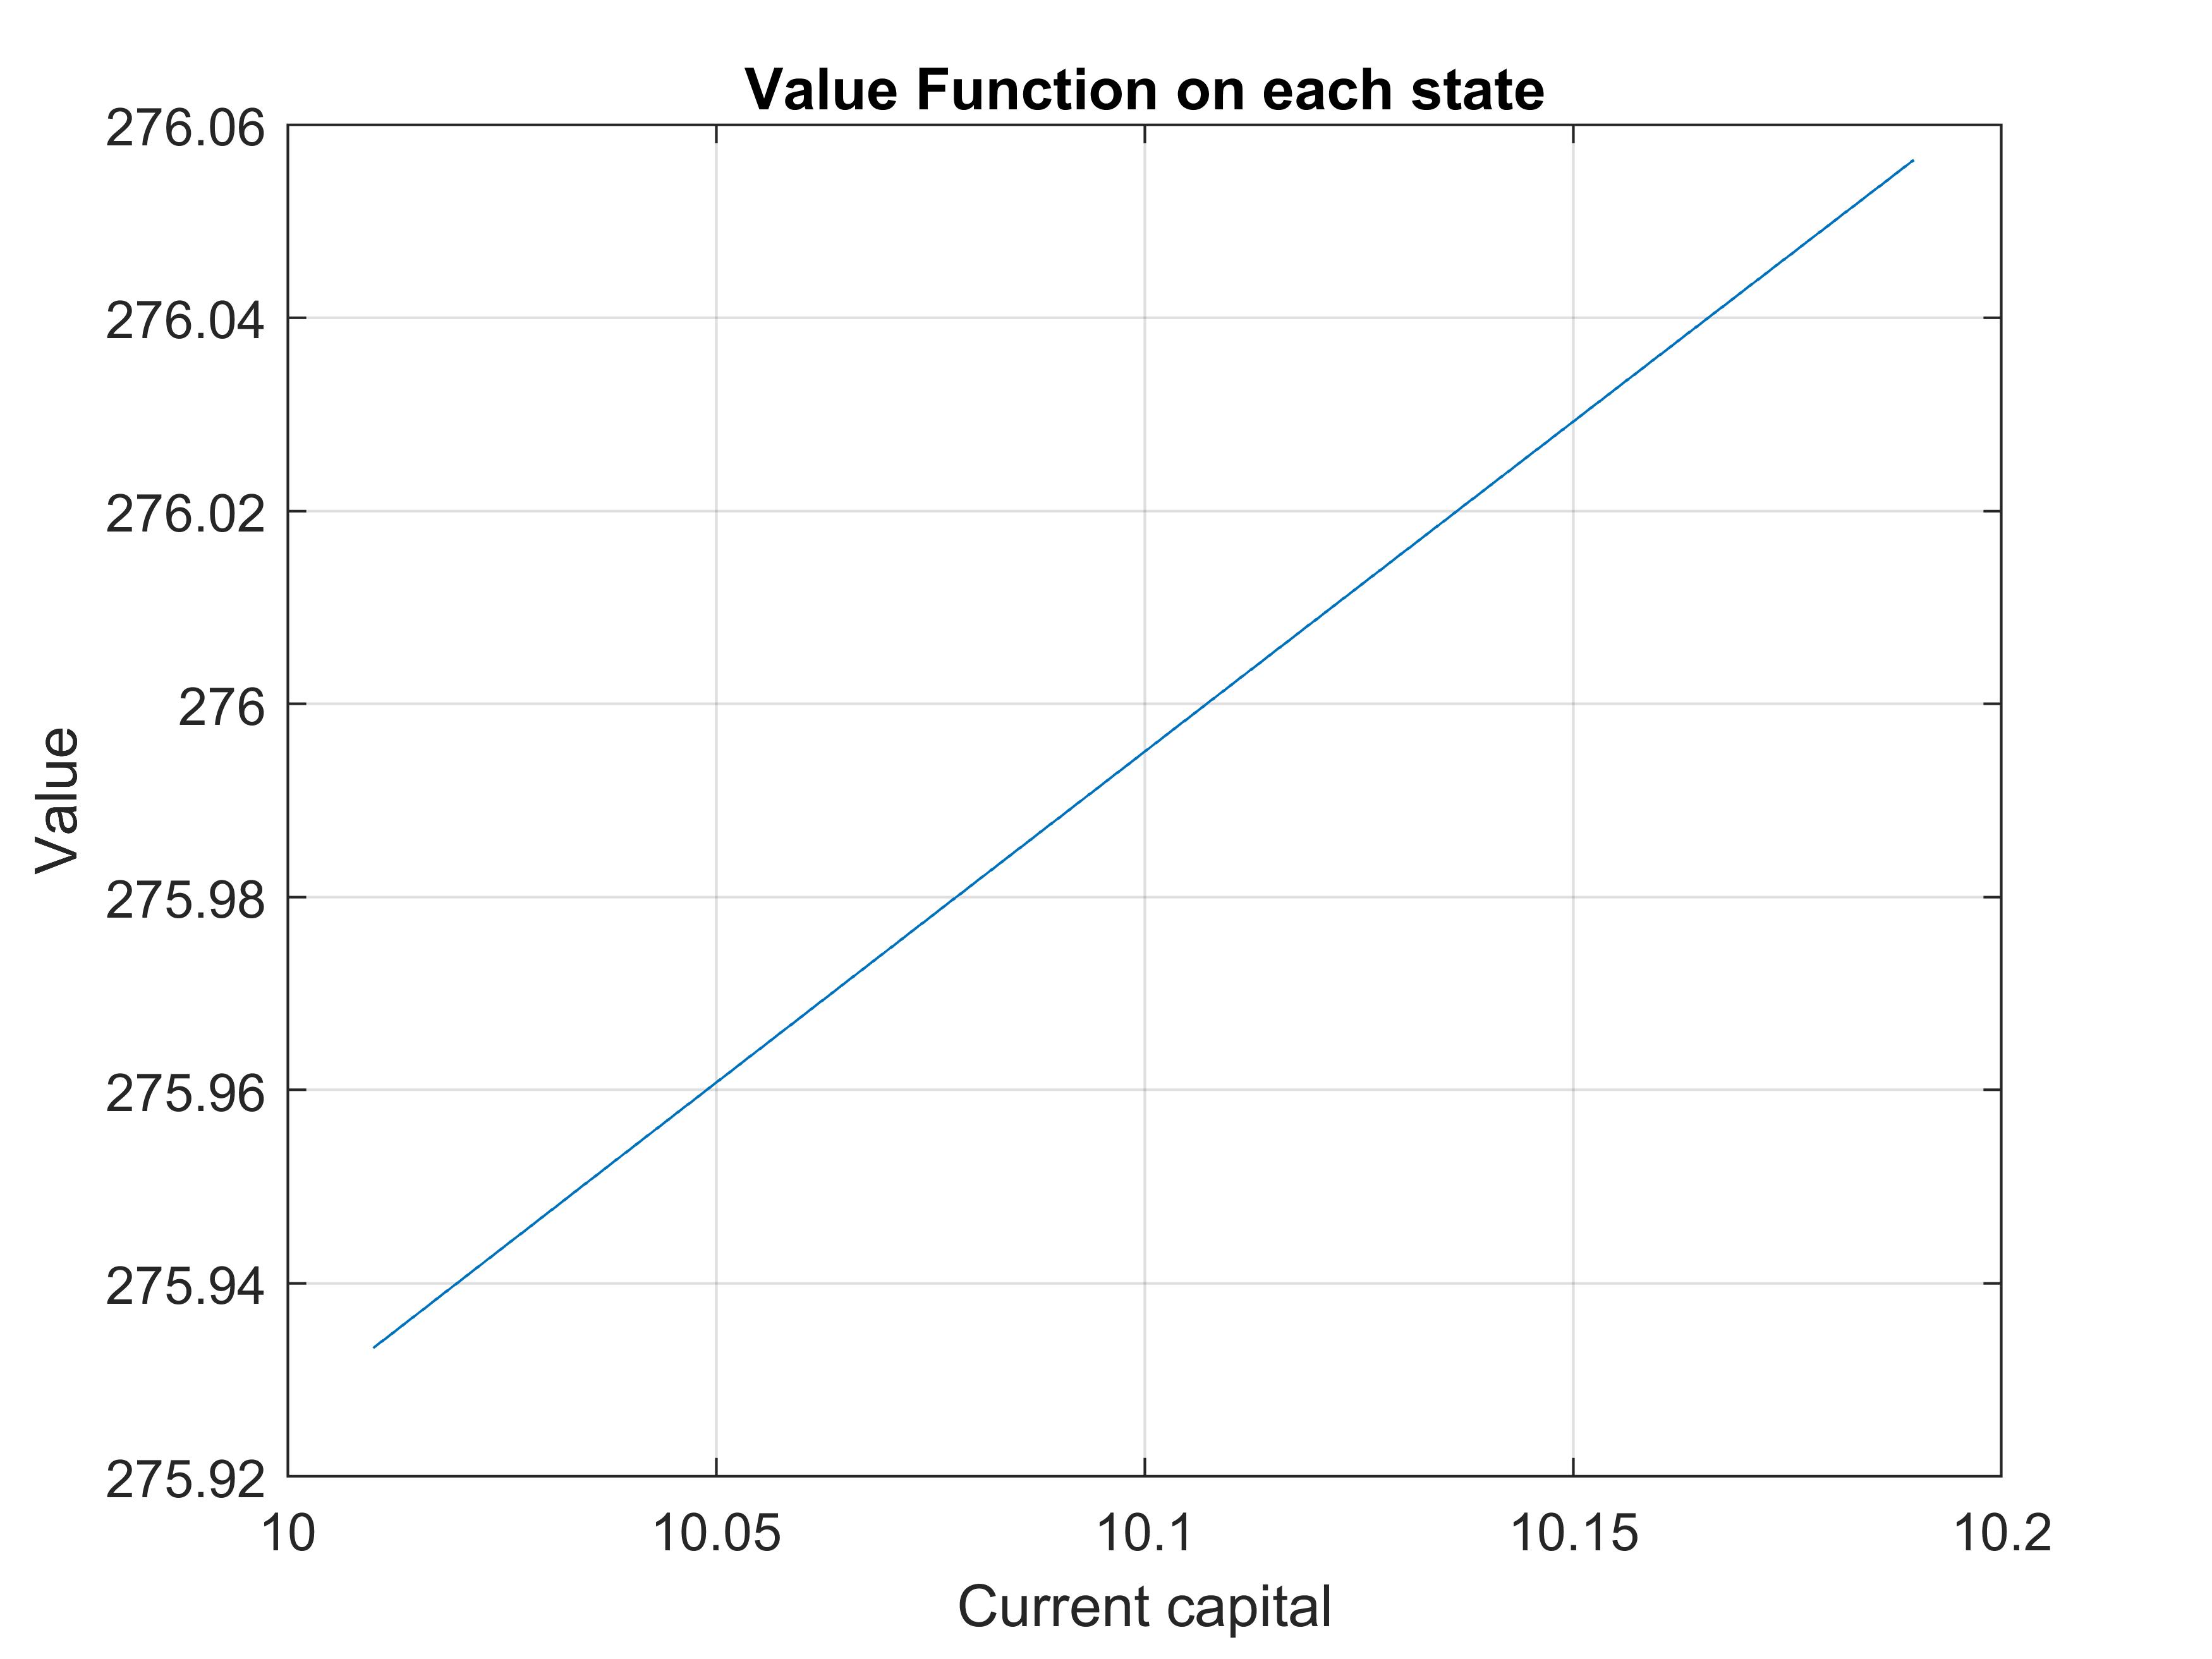 Value Function on each state
276.06
276.04
276.02
276
275.98
275.96
275.94
275.92
Value
10 10.05 10.1 10.15 10.2
Current capital